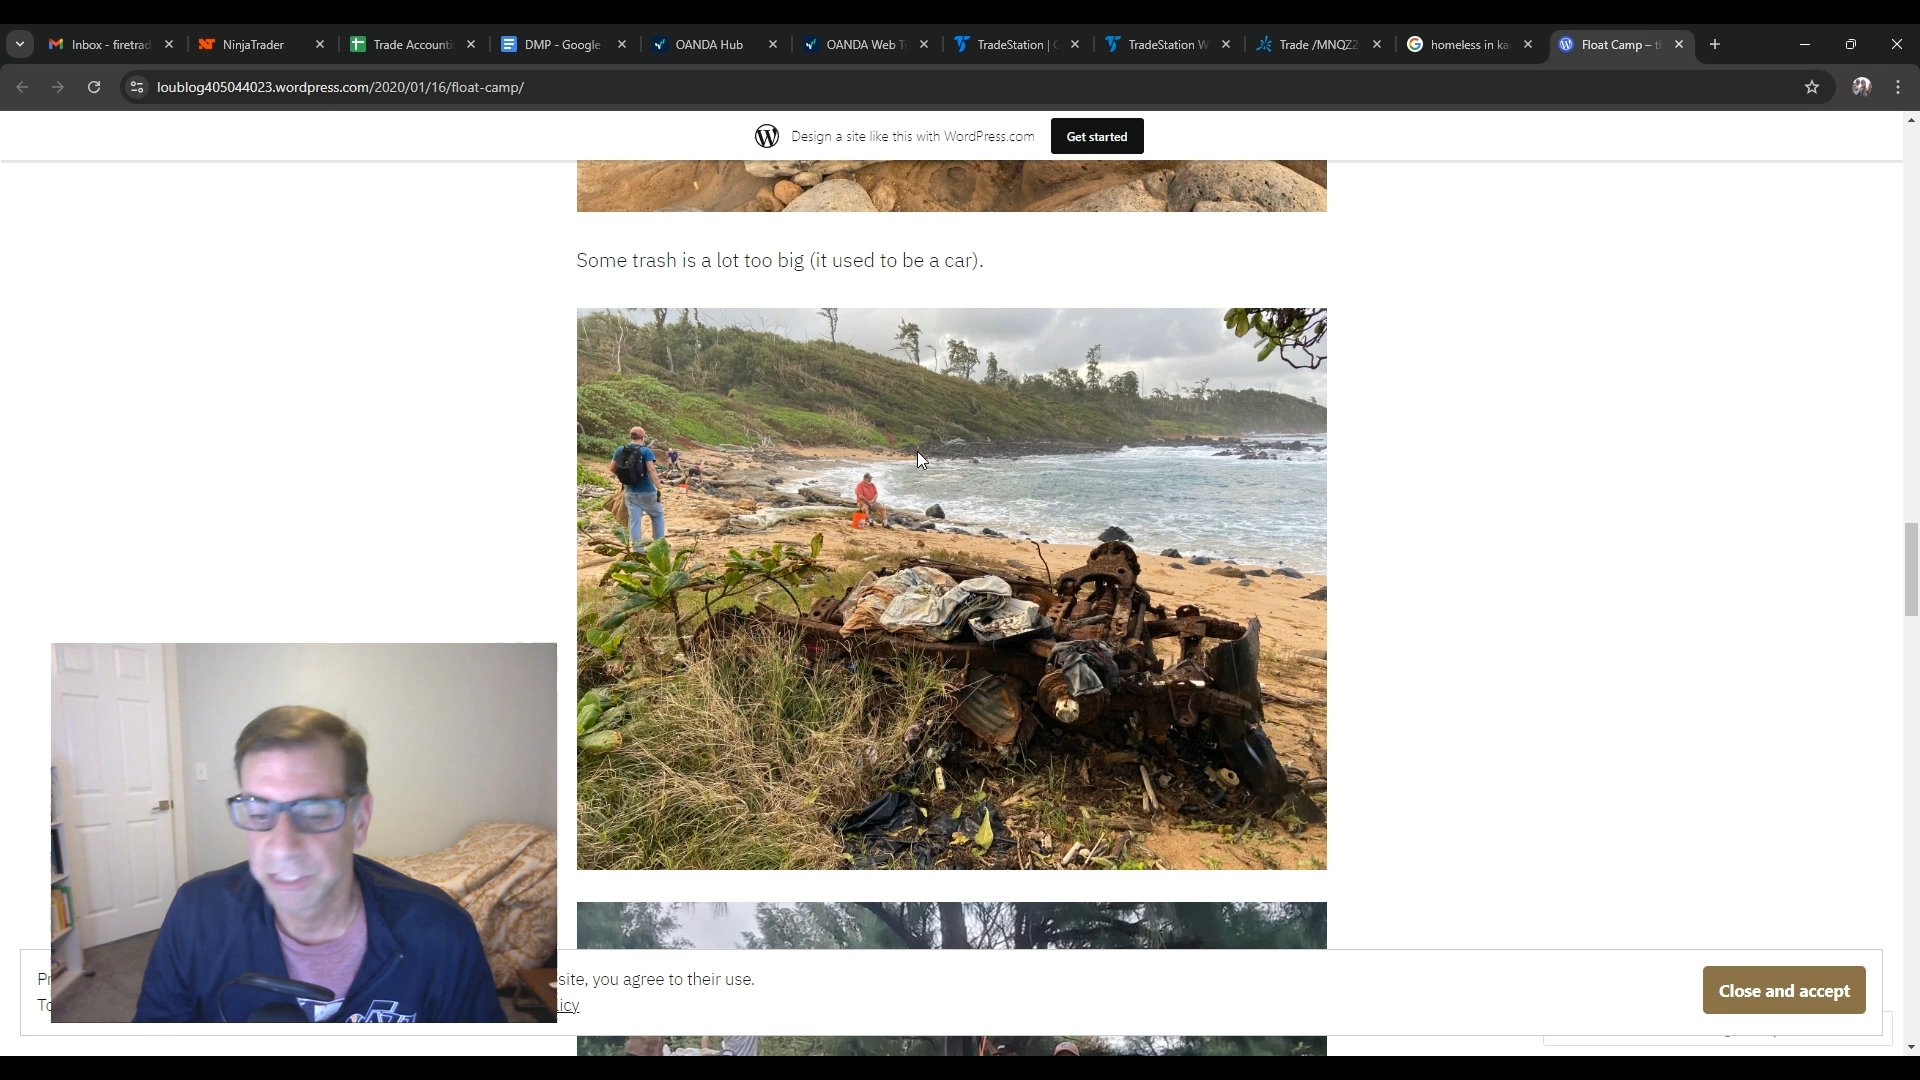 Inbox - firetrad
NinjaTrader
Trade Accounti
DMP - Google
OANDA Hub
OANDA Web T
TradeStation |
TradeStation W
Trade /MNQZ2
homeless in ka
Float Camp – t
loublog405044023.wordpress.com/2020/01/16/float-camp/
Design a site like this with WordPress.com
Get started
Some trash is a lot too big (it used to be a car).
Pr
site, you agree to their use.
To
licy
Close and accept